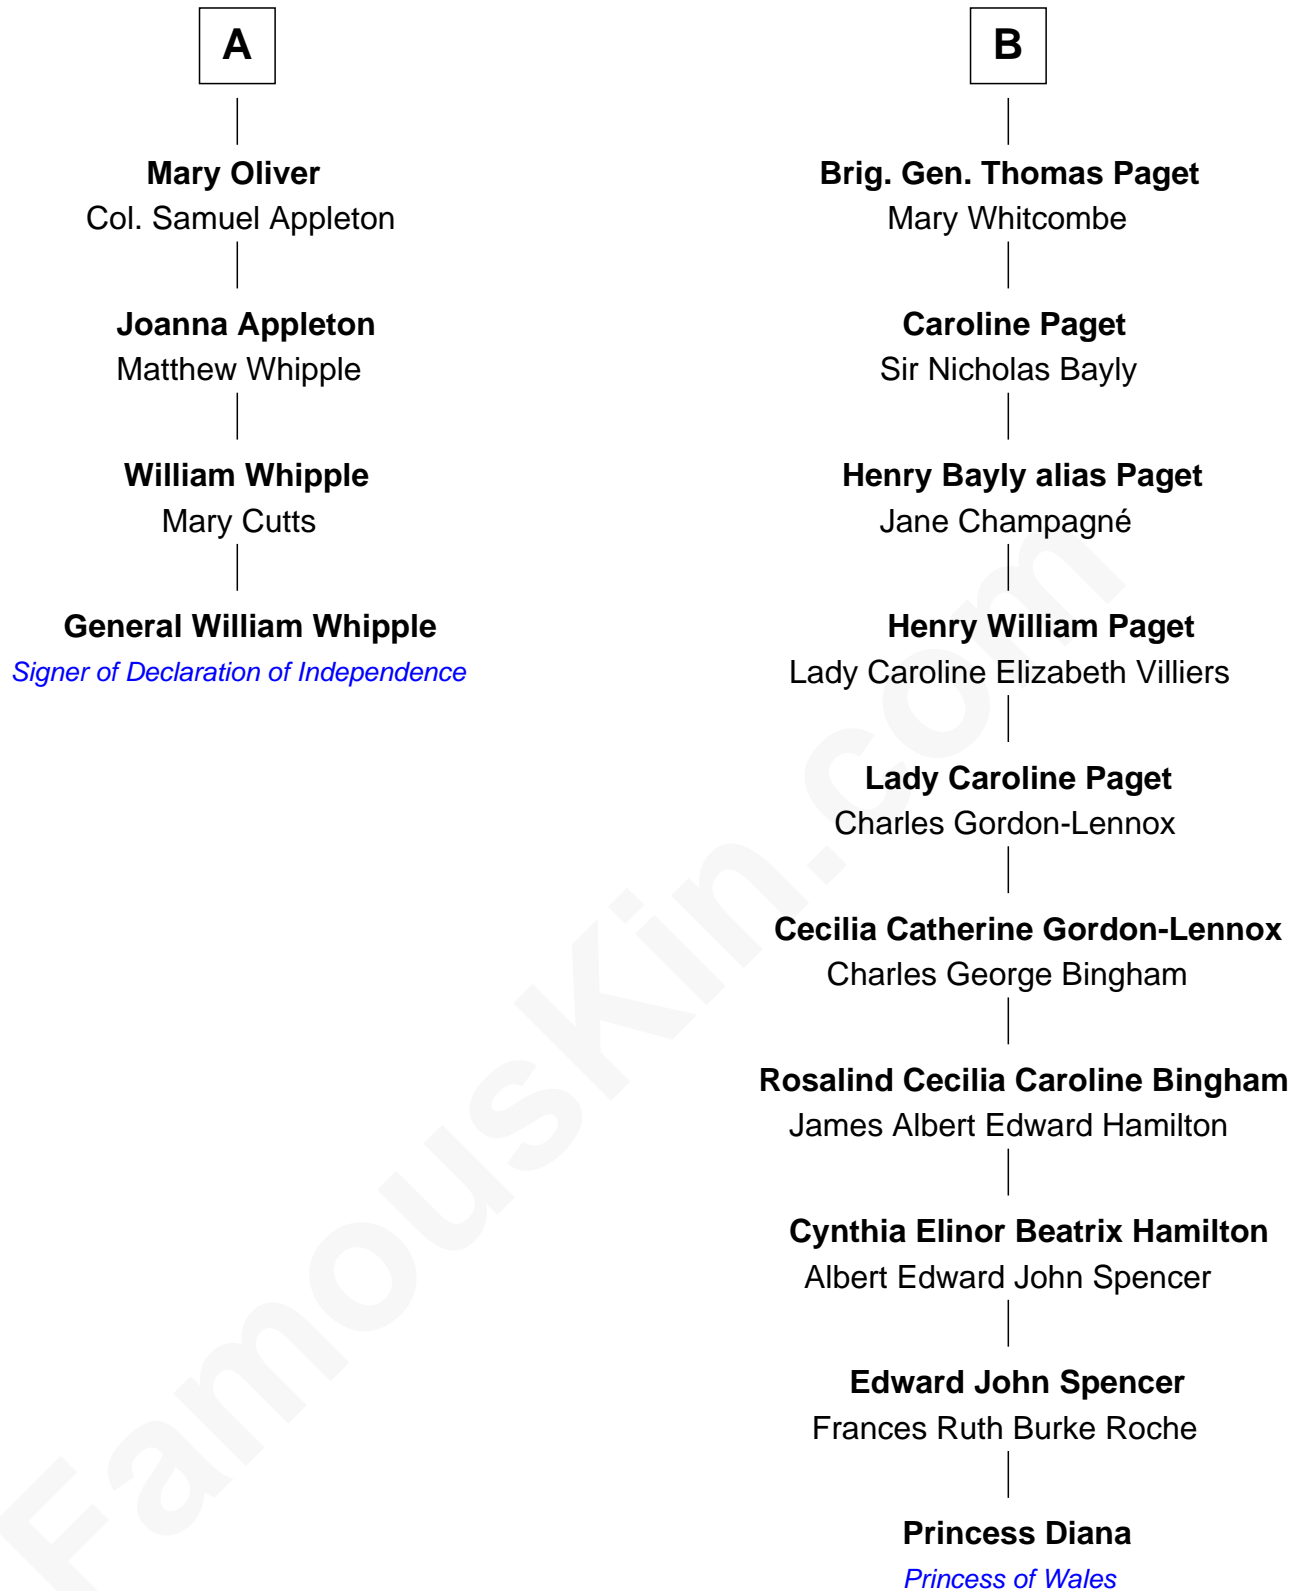 A
Mary Oliver
Col. Samuel Appleton
Joanna Appleton
Matthew Whipple
William Whipple
Mary Cutts
General William Whipple
Signer of Declaration of Independence
B
Brig. Gen. Thomas Paget
Mary Whitcombe
Caroline Paget
Sir Nicholas Bayly
Henry Bayly alias Paget
Jane Champagné
Henry William Paget
Lady Caroline Elizabeth Villiers
Lady Caroline Paget
Charles Gordon-Lennox
Cecilia Catherine Gordon-Lennox
Charles George Bingham
Rosalind Cecilia Caroline Bingham
James Albert Edward Hamilton
Cynthia Elinor Beatrix Hamilton
Albert Edward John Spencer
Edward John Spencer
Frances Ruth Burke Roche
Princess Diana
Princess of Wales
FamousKin.com